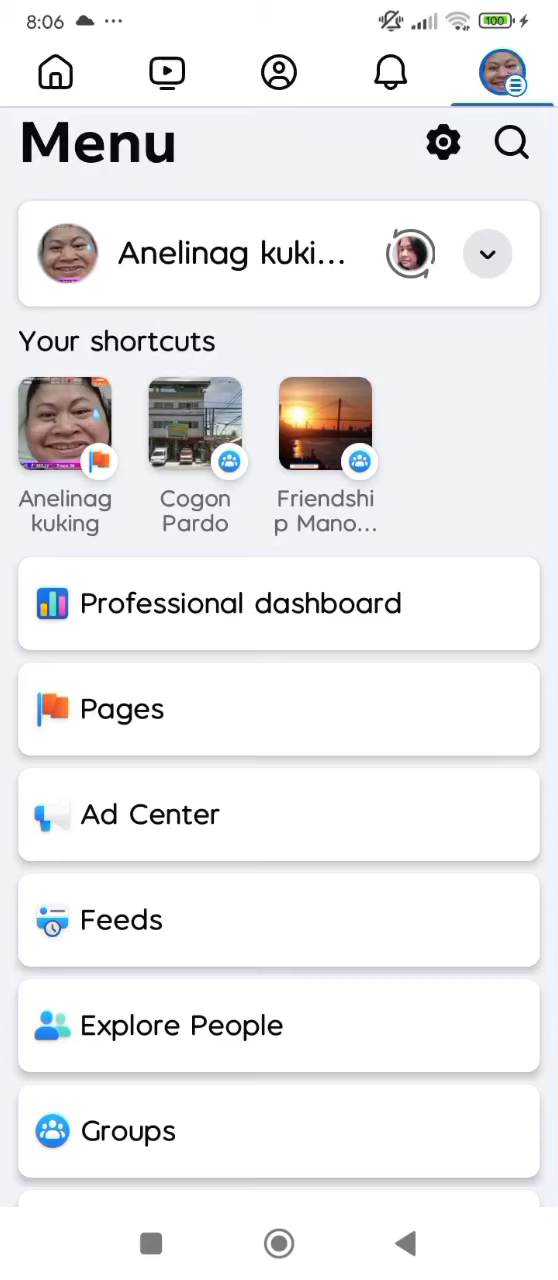 8:06
100
Menu
Anelinag kuki...
Your shortcuts
Anelinag
kuking
Cogon
Pardo
Friendshi
p Mano...
Professional dashboard
Pages
Ad Center
Feeds
Explore People
Groups